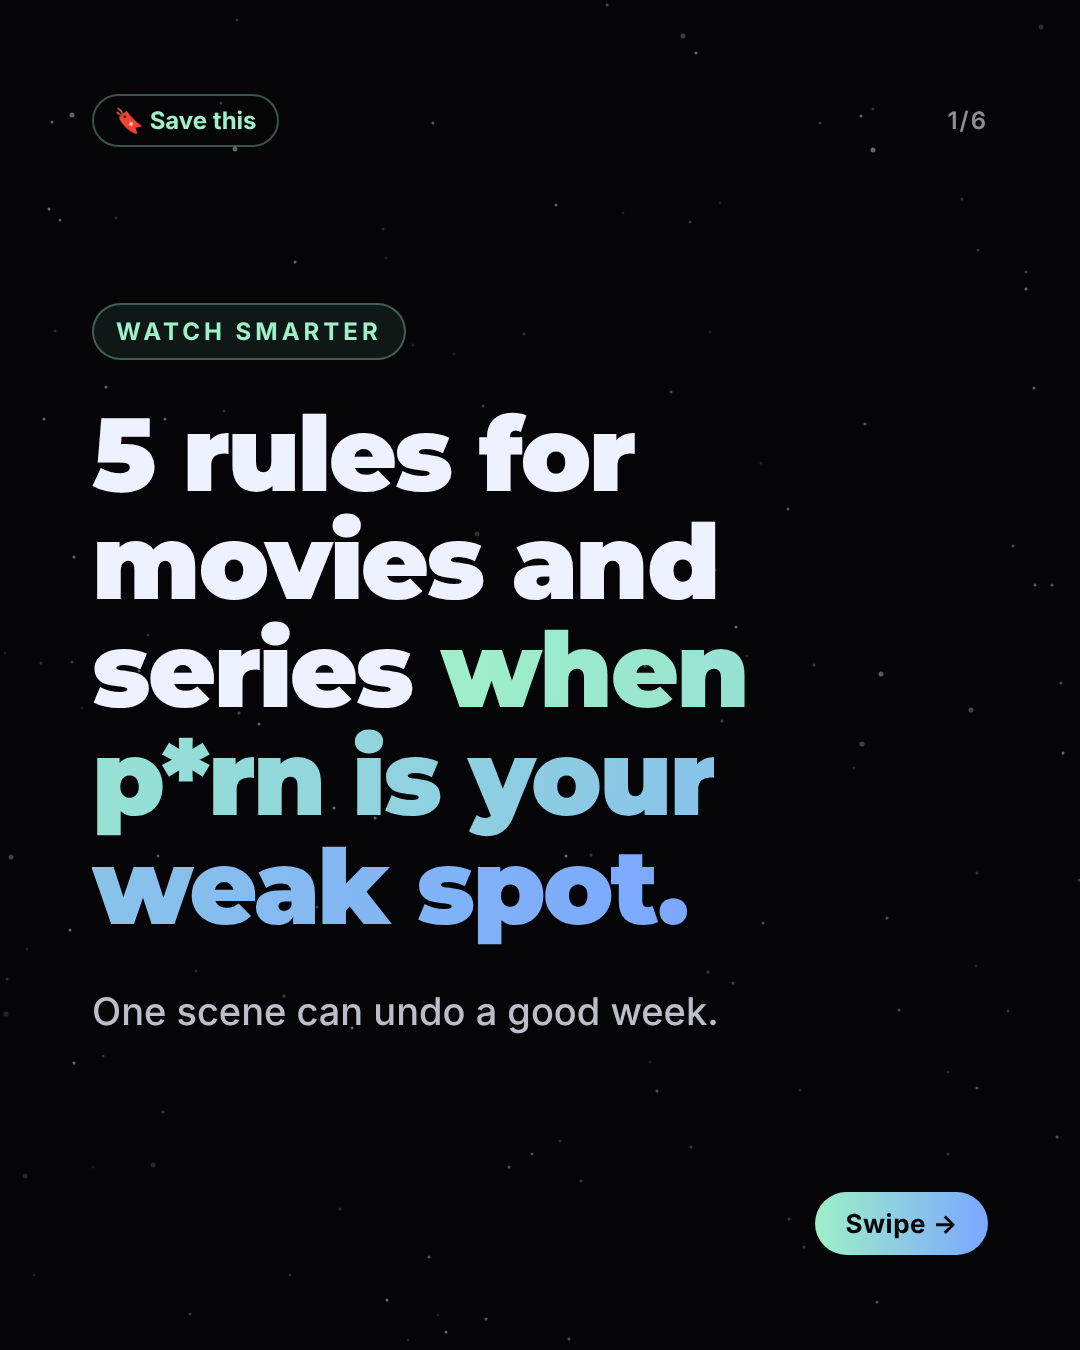 🔖 Save this
1/6
WATCH SMARTER
5 rules for
movies and
series when
p*rn is your
weak spot.
One scene can undo a good week.
Swipe →